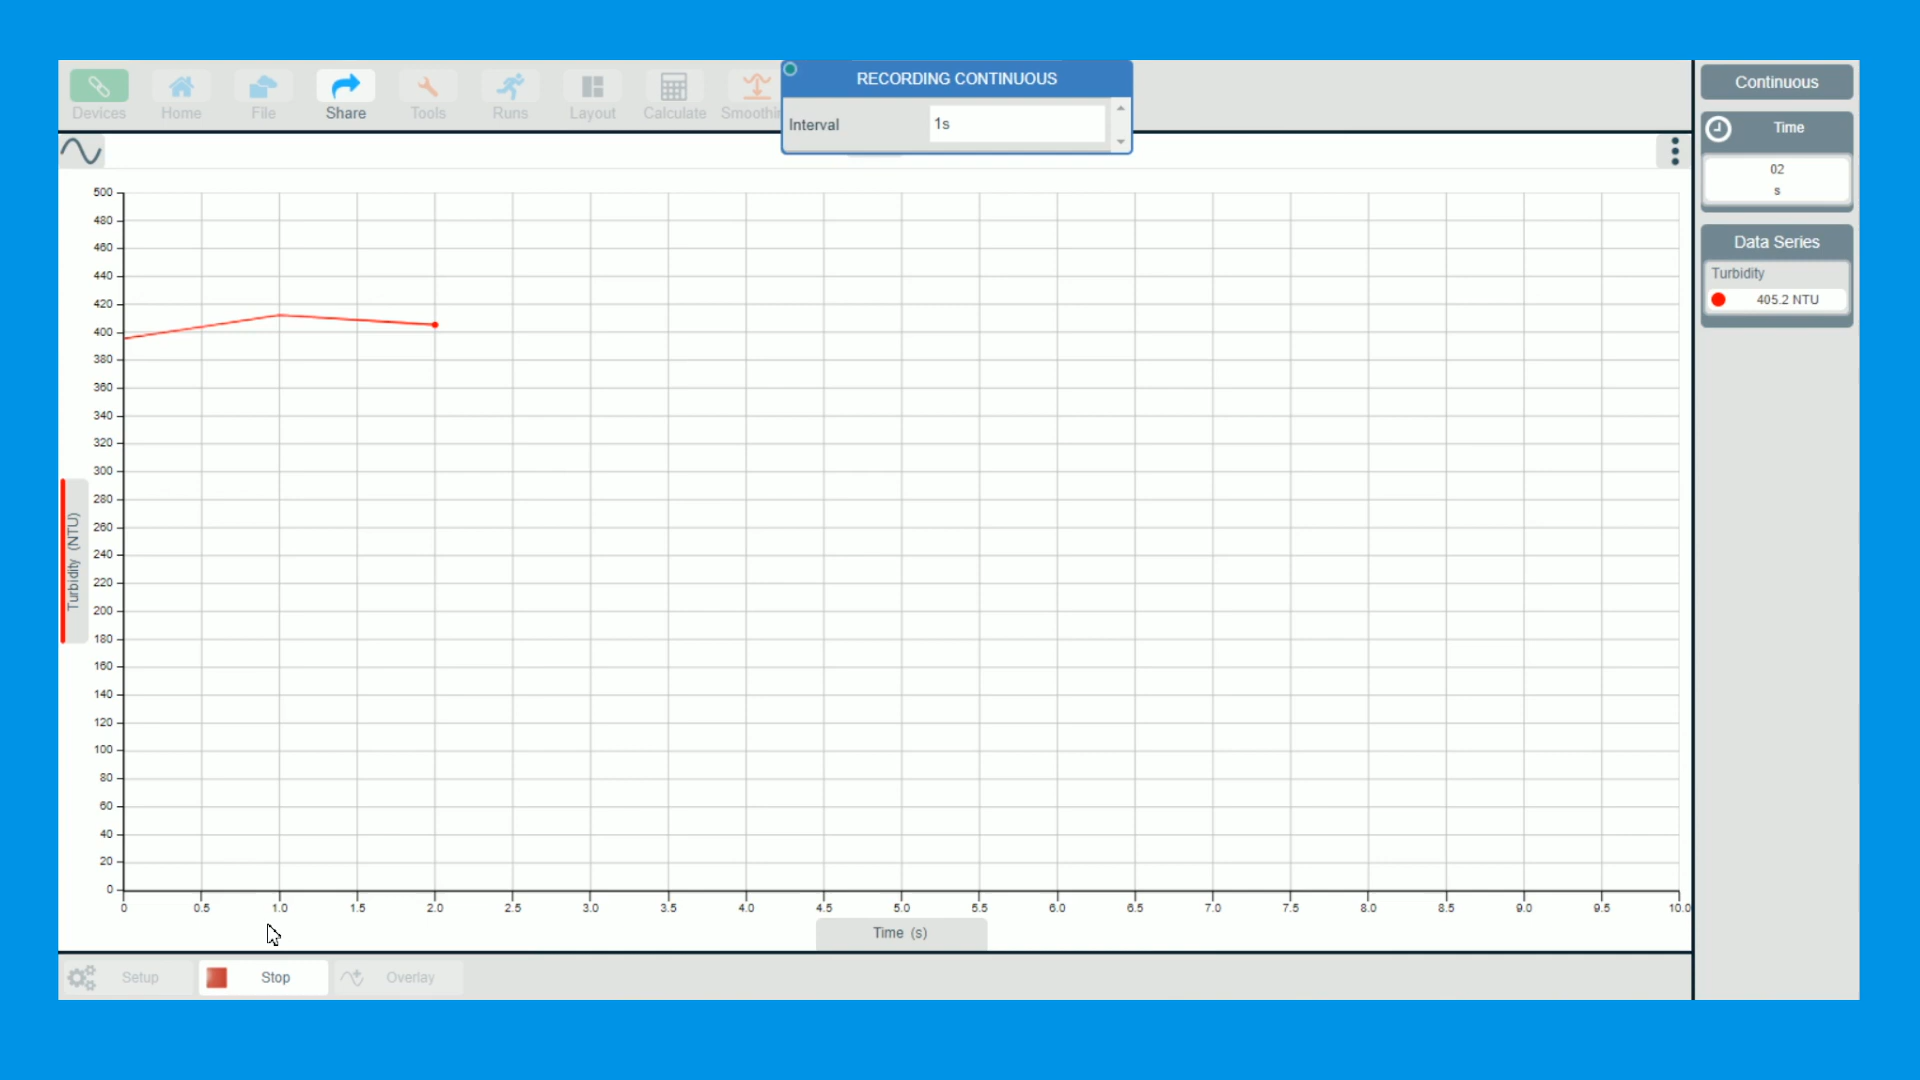 Devices Home File Share Tools Runs Layout Calculate Smoothi
RECORDING CONTINUOUS
Interval 1s
Continuous
Time
02
s
Data Series
Turbidity
405.2 NTU
500
480
460
440
420
400
380
360
340
320
300
280
260
240
220
200
180
160
140
120
100
80
60
40
20
0
Turbidity (NTU)
0 0.5 1.0 1.5 2.0 2.5 3.0 3.5 4.0 4.5 5.0 5.5 6.0 6.5 7.0 7.5 8.0 8.5 9.0 9.5 10.0
Time (s)
Setup Stop Overlay